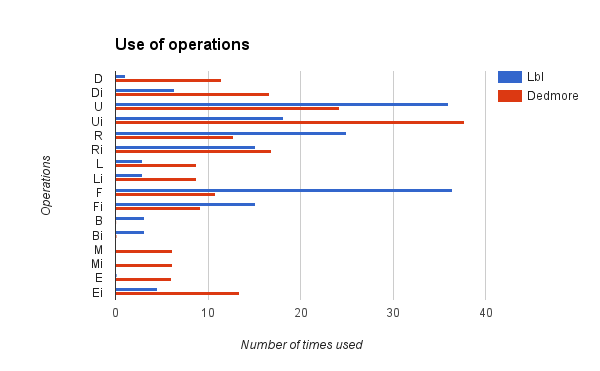 Use of operations
Lbl
Dedmore
D
Di
U
Ui
R
Ri
L
Li
F
Fi
B
Bi
M
Mi
E
Ei
Operations
0 10 20 30 40
Number of times used